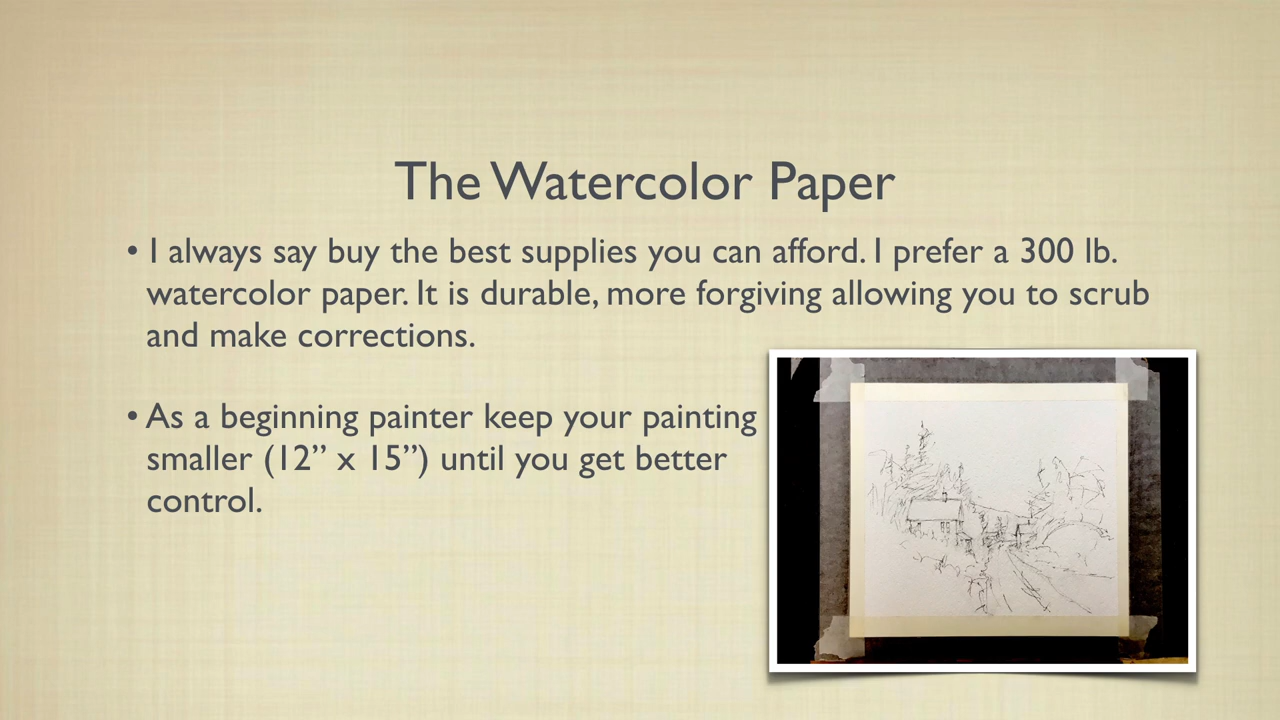 The Watercolor Paper
• I always say buy the best supplies you can afford. I prefer a 300 lb.
watercolor paper. It is durable, more forgiving allowing you to scrub
and make corrections.
• As a beginning painter keep your painting
smaller (12” x 15”) until you get better
control.